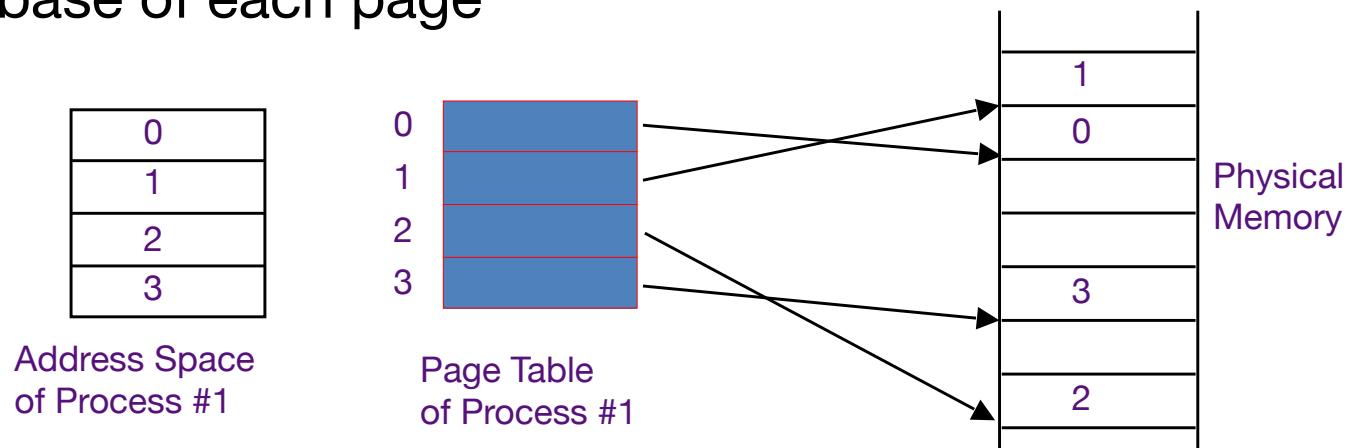 base of each page
0
1
2
3
Address Space
of Process #1
0
1
2
3
Page Table
of Process #1
1
0
3
2
Physical
Memory